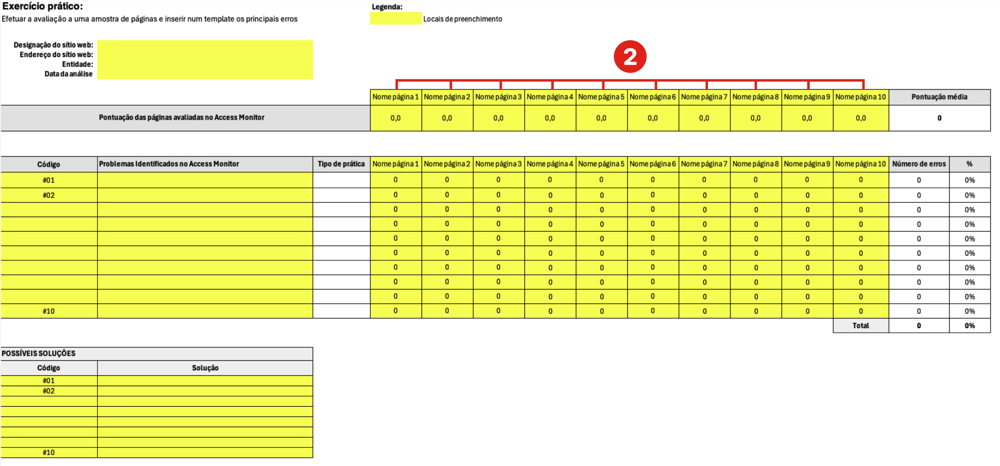 Exercício prático:
Legenda:
Efetuar a avaliação a uma amostra de páginas e inserir num template os principais erros
Locais de preenchimento
Designação do sítio web:
Endereço do sítio web:
Entidade:
Data da análise
2
Nome página 1 Nome página 2 Nome página 3 Nome página 4 Nome página 5 Nome página 6 Nome página 7 Nome página 8 Nome página 9 Nome página 10 Pontuação média
Pontuação das páginas avaliadas no Access Monitor 0,0 0,0 0,0 0,0 0,0 0,0 0,0 0,0 0,0 0,0 0
Código Problemas Identificados no Access Monitor Tipo de prática Nome página 1 Nome página 2 Nome página 3 Nome página 4 Nome página 5 Nome página 6 Nome página 7 Nome página 8 Nome página 9 Nome página 10 Número de erros %
#01 0 0 0 0 0 0 0 0 0 0 0 0%
#02 0 0 0 0 0 0 0 0 0 0 0 0%
0 0 0 0 0 0 0 0 0 0 0 0%
0 0 0 0 0 0 0 0 0 0 0 0%
0 0 0 0 0 0 0 0 0 0 0 0%
0 0 0 0 0 0 0 0 0 0 0 0%
0 0 0 0 0 0 0 0 0 0 0 0%
0 0 0 0 0 0 0 0 0 0 0 0%
0 0 0 0 0 0 0 0 0 0 0 0%
#10 0 0 0 0 0 0 0 0 0 0 0 0%
Total 0 0%
POSSÍVEIS SOLUÇÕES
Código Solução
#01
#02
#10